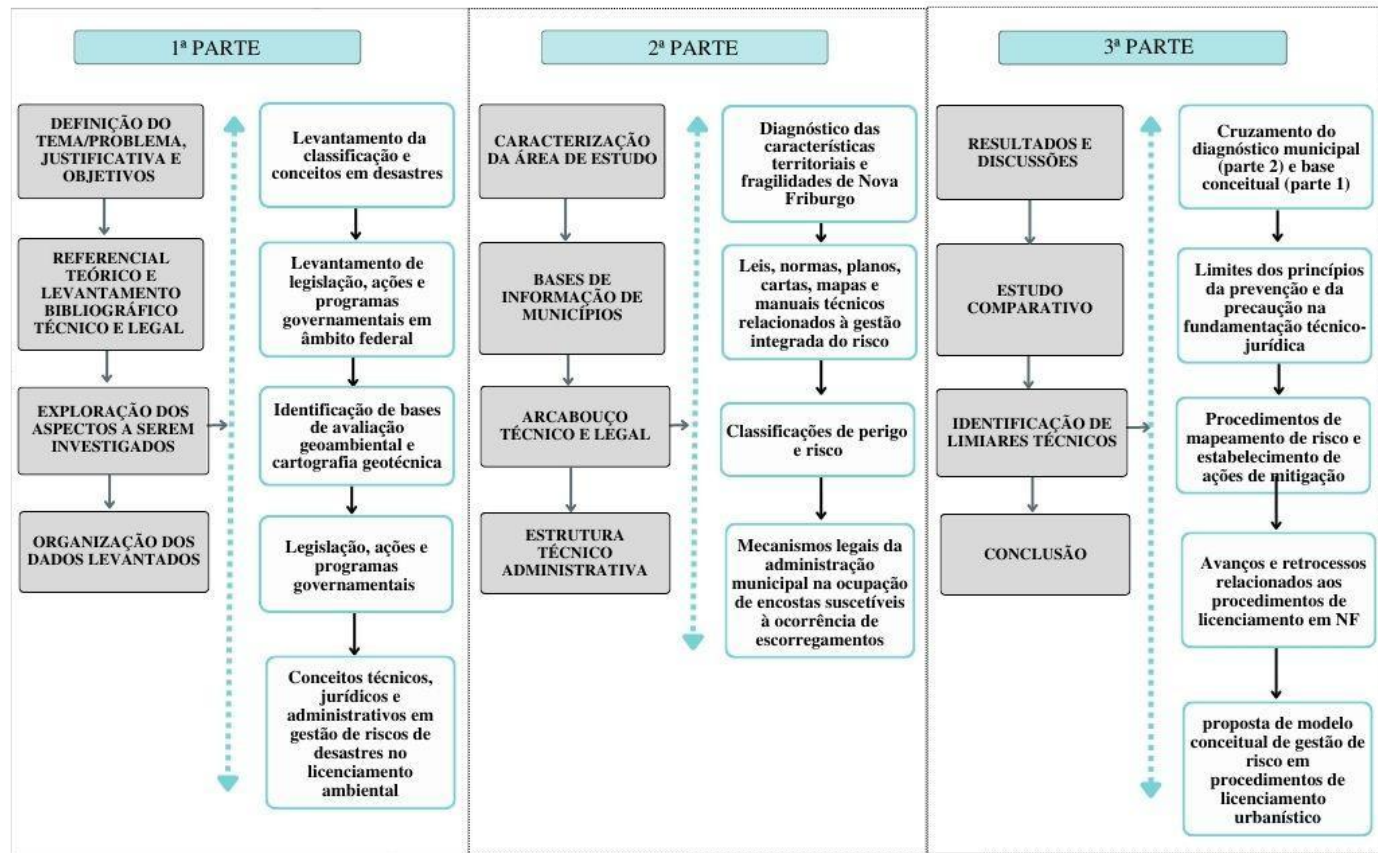 1ª PARTE
DEFINIÇÃO DO
TEMA/PROBLEMA,
JUSTIFICATIVA E
OBJETIVOS
REFERENCIAL
TEÓRICO E
LEVANTAMENTO
BIBLIOGRÁFICO
TÉCNICO E LEGAL
EXPLORAÇÃO DOS
ASPECTOS A SEREM
INVESTIGADOS
ORGANIZAÇÃO DOS
DADOS LEVANTADOS
Levantamento da
classificação e
conceitos em desastres
Levantamento de
legislação, ações e
programas
governamentais em
âmbito federal
Identificação de bases
de avaliação
geoambiental e
cartografia geotécnica
Legislação, ações e
programas
governamentais
Conceitos técnicos,
jurídicos e
administrativos em
gestão de riscos de
desastres no
licenciamento
ambiental
2ª PARTE
CARACTERIZAÇÃO
DA ÁREA DE ESTUDO
BASES DE
INFORMAÇÃO DE
MUNICÍPIOS
ARCABOUÇO
TÉCNICO E LEGAL
ESTRUTURA
TÉCNICO
ADMINISTRATIVA
Diagnóstico das
características
territoriais e
fragilidades de Nova
Friburgo
Leis, normas, planos,
cartas, mapas e
manuais técnicos
relacionados à gestão
integrada do risco
Classificações de perigo
e risco
Mecanismos legais da
administração
municipal na ocupação
de encostas suscetíveis
à ocorrência de
escorregamentos
3ª PARTE
RESULTADOS E
DISCUSSÕES
ESTUDO
COMPARATIVO
IDENTIFICAÇÃO DE
LIMIARES TÉCNICOS
CONCLUSÃO
Cruzamento do
diagnóstico municipal
(parte 2) e base
conceitual (parte 1)
Limites dos princípios
da prevenção e da
precaução na
fundamentação técnico-
jurídica
Procedimentos de
mapeamento de risco e
estabelecimento de
ações de mitigação
Avanços e retrocessos
relacionados aos
procedimentos de
licenciamento em NF
proposta de modelo
conceitual de gestão de
risco em
procedimentos de
licenciamento
urbanístico